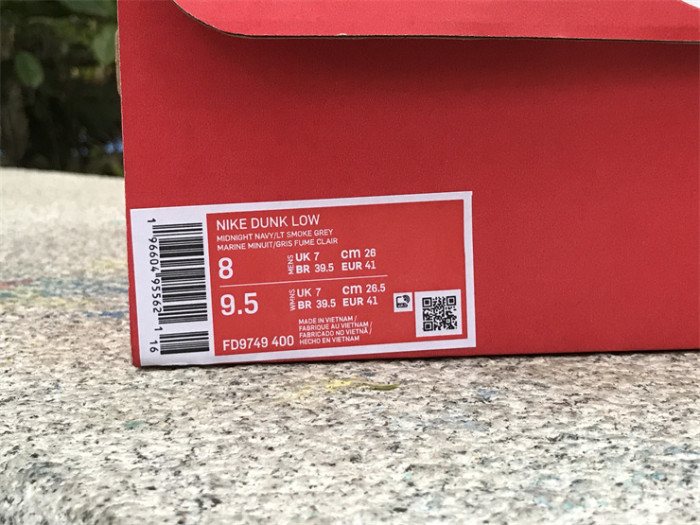 NIKE DUNK LOW
MIDNIGHT NAVY/LT SMOKE GREY
MARINE MINUIT/GRIS FUME CLAIR
8 MENS UK 7 cm 26
BR 39.5 EUR 41
9.5 WMNS UK 7 cm 26.5
BR 39.5 EUR 41
MADE IN VIETNAM /
FABRIQUE AU VIETNAM /
FABRICADO NO VIETNÃ /
HECHO EN VIETNAM
FD9749 400
1 96604 95562 1 16